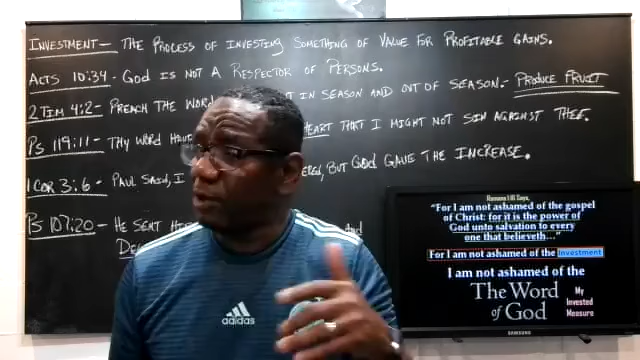 INVESTMENT- THE PROCESS OF INVESTING SOMETHING OF VALUE FOR PROFITABLE GAINS.
ACTS 10:34- GOD IS NOT A RESPECTOR OF PERSONS.
2 TIM 4:2- PREACH THE WORD IN SEASON AND OUT OF SEASON.- PRODUCE FRUIT
PS 119:11- THY WORD HEART THAT I MIGHT NOT SIN AGAINST THEE.
1 COR 3:6- PAUL SAID, I BUT GOD GAVE THE INCREASE.
PS 107:20- HE SENT
Romans 1:16 Says,
"For I am not ashamed of the gospel
of Christ: for it is the power of
God unto salvation to every
one that believeth..."
For I am not ashamed of the Investment
I am not ashamed of the
The Word
of God
My
Invested
Measure
SAMSUNG
adidas